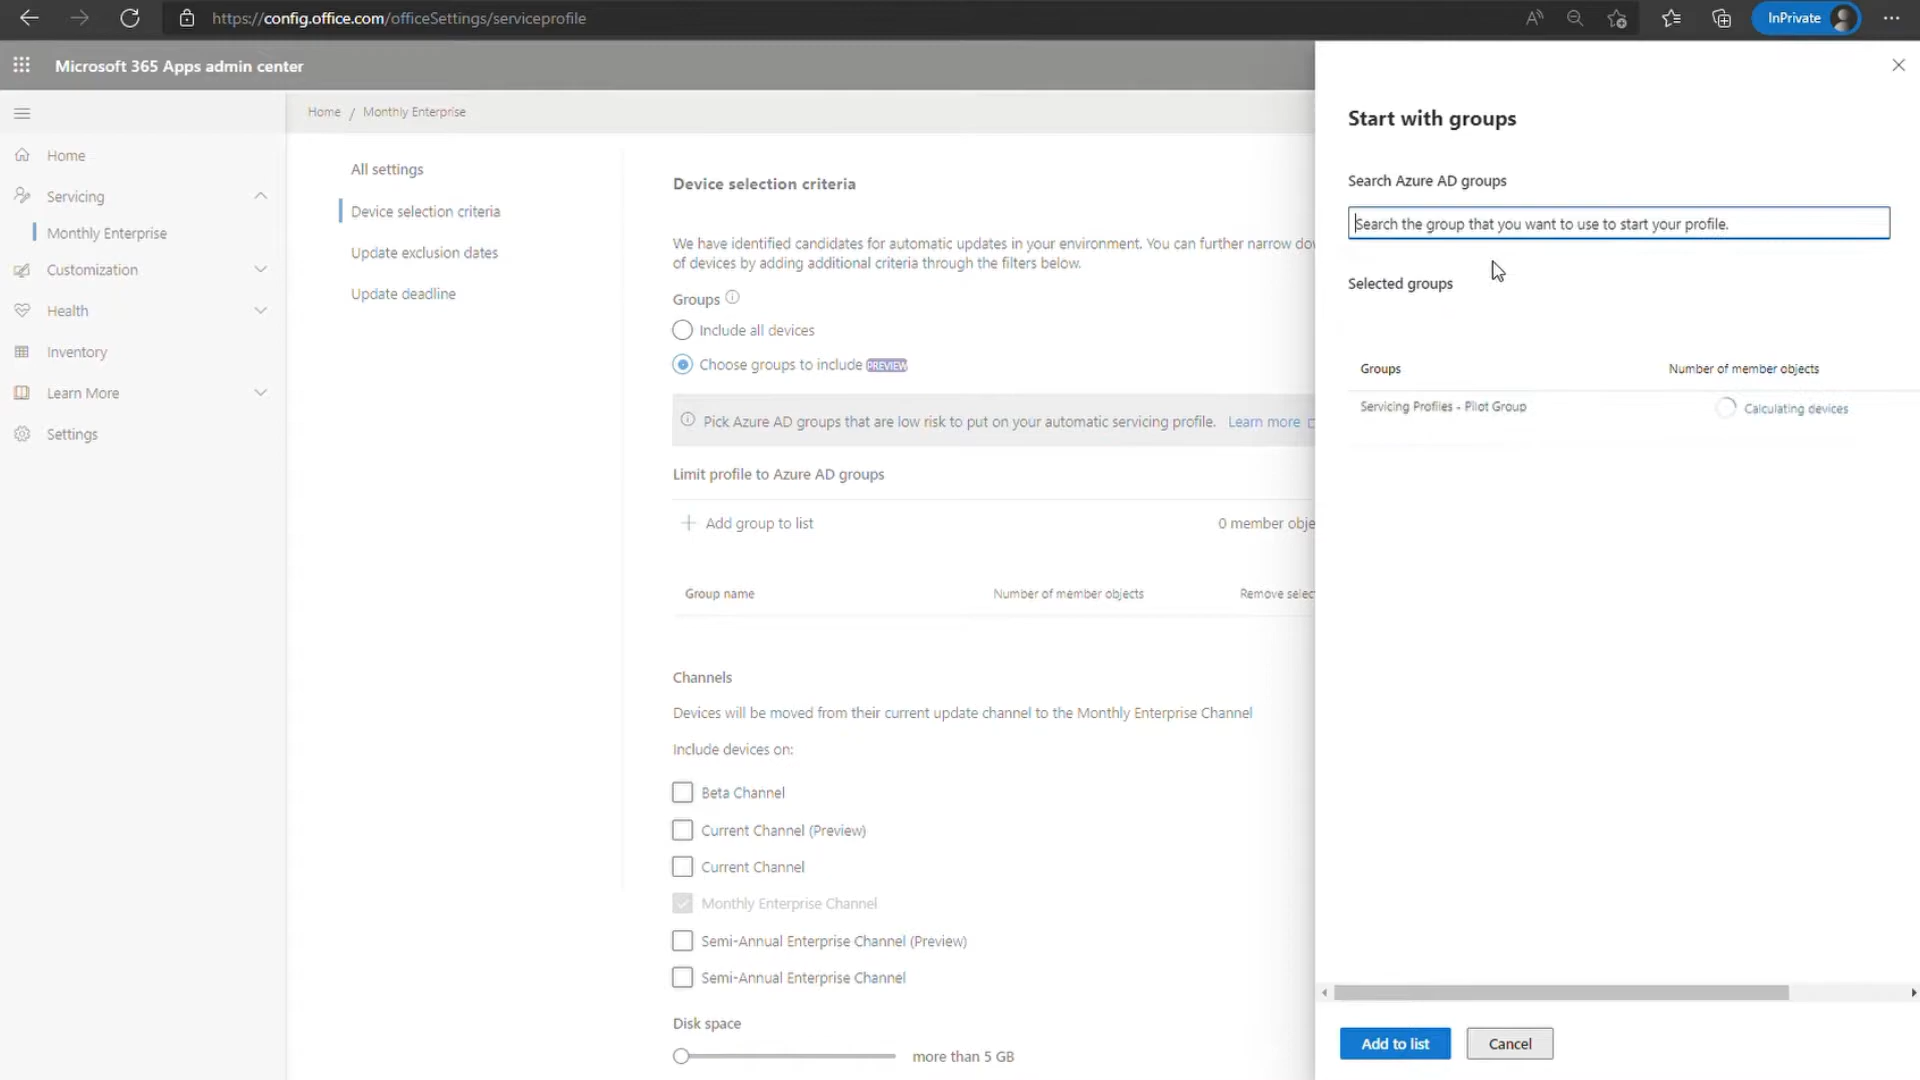 https://config.office.com/officeSettings/serviceprofile
InPrivate
Microsoft 365 Apps admin center
Home / Monthly Enterprise
Home
Servicing
Monthly Enterprise
Customization
Health
Inventory
Learn More
Settings
All settings
Device selection criteria
Update exclusion dates
Update deadline
Device selection criteria
We have identified candidates for automatic updates in your environment. You can further narrow do
of devices by adding additional criteria through the filters below.
Groups
Include all devices
Choose groups to include PREVIEW
Pick Azure AD groups that are low risk to put on your automatic servicing profile. Learn more
Limit profile to Azure AD groups
Add group to list
0 member obje
Group name
Number of member objects
Remove selec
Channels
Devices will be moved from their current update channel to the Monthly Enterprise Channel
Include devices on:
Beta Channel
Current Channel (Preview)
Current Channel
Monthly Enterprise Channel
Semi-Annual Enterprise Channel (Preview)
Semi-Annual Enterprise Channel
Disk space
more than 5 GB
Start with groups
Search Azure AD groups
Search the group that you want to use to start your profile.
Selected groups
Groups
Number of member objects
Servicing Profiles - Pilot Group
Calculating devices
Add to list
Cancel